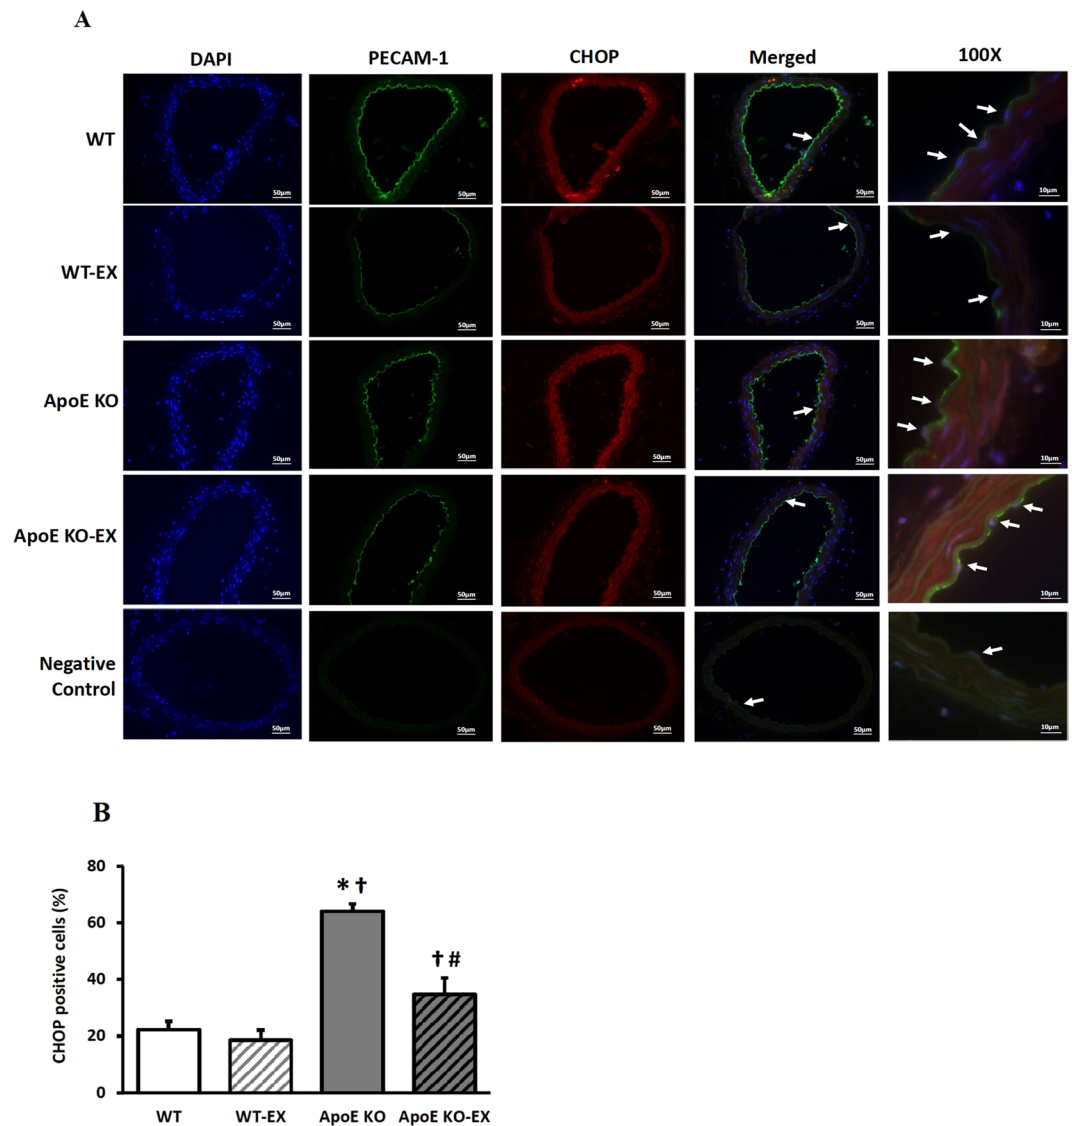 A
DAPI PECAM-1 CHOP Merged 100X
WT
50µm 50µm 50µm 50µm 10µm
WT-EX
50µm 50µm 50µm 50µm 10µm
ApoE KO
50µm 50µm 50µm 50µm 10µm
ApoE KO-EX
50µm 50µm 50µm 50µm 10µm
Negative
Control
50µm 50µm 50µm 50µm 10µm
B
CHOP positive cells (%)
80
60
40
20
0
* †
† #
WT WT-EX ApoE KO ApoE KO-EX